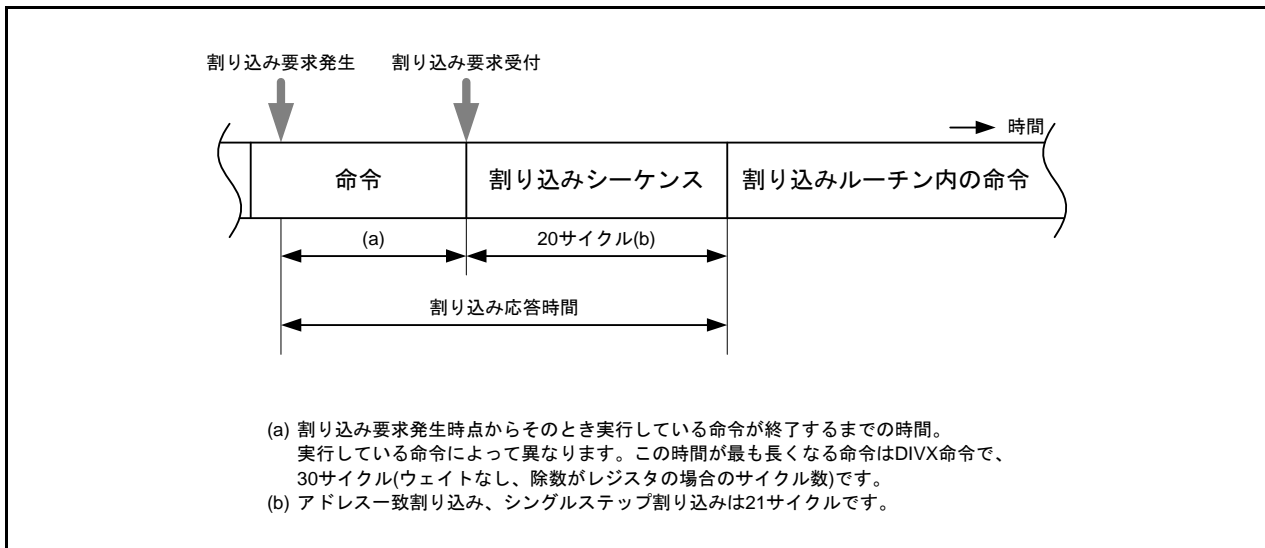 割り込み要求発生 割り込み要求受付
時間
命令 割り込みシーケンス 割り込みルーチン内の命令
(a) 20サイクル(b)
割り込み応答時間
(a) 割り込み要求発生時点からそのとき実行している命令が終了するまでの時間。
実行している命令によって異なります。この時間が最も長くなる命令はDIVX命令で、
30サイクル(ウェイトなし、除数がレジスタの場合のサイクル数)です。
(b) アドレス一致割り込み、シングルステップ割り込みは21サイクルです。